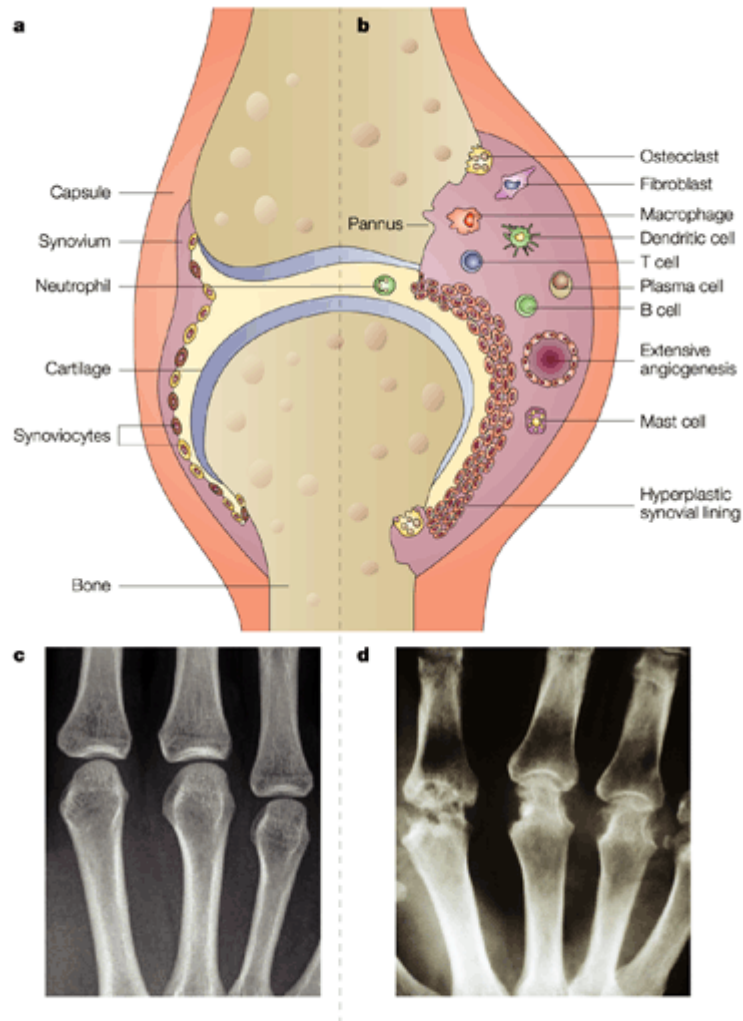 a
b
Capsule
Synovium
Neutrophil
Cartilage
Synoviocytes
Bone
Pannus
Osteoclast
Fibroblast
Macrophage
Dendritic cell
T cell
Plasma cell
B cell
Extensive
angiogenesis
Mast cell
Hyperplastic
synovial lining
c
d